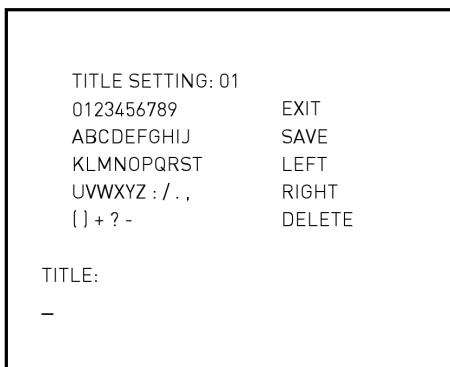 TITLE SETTING: 01
0123456789 EXIT
ABCDEFGHIJ SAVE
KLMNOPQRST LEFT
UVWXYZ : / . , RIGHT
( ) + ? - DELETE
TITLE:
_